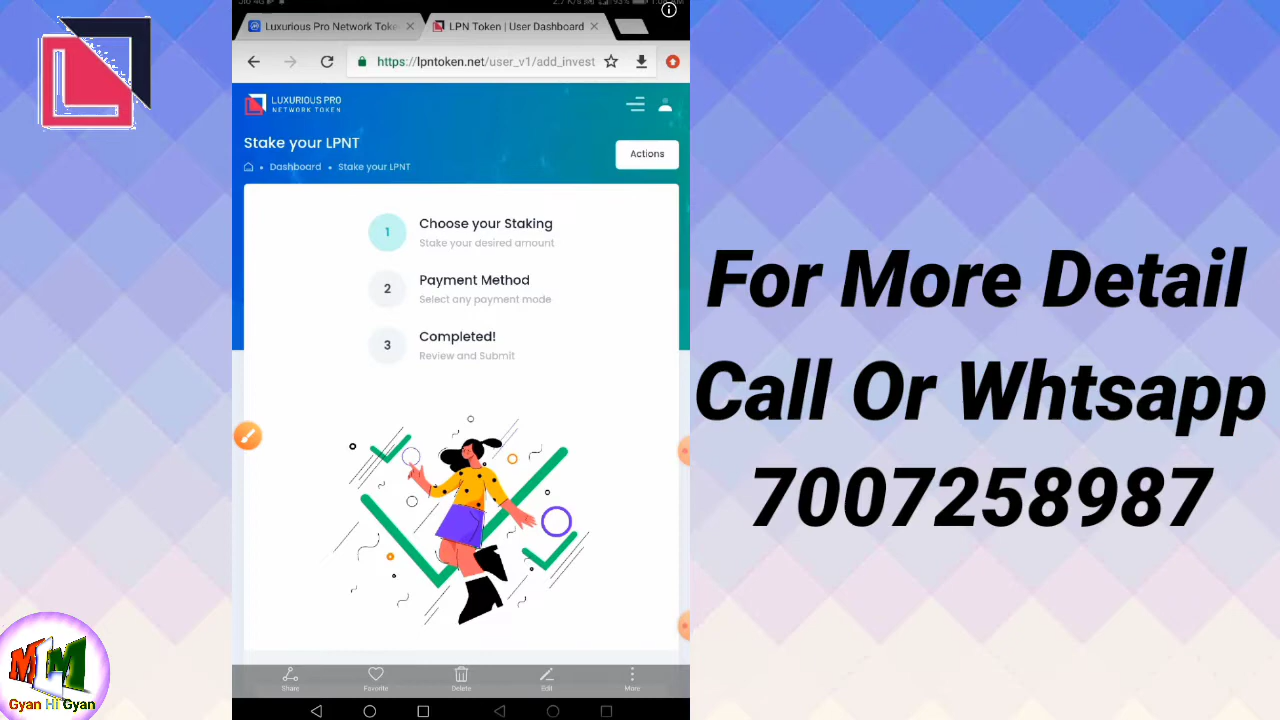 Luxurious Pro Network Toke
LPN Token | User Dashboard
https://lpntoken.net/user_v1/add_invest
LUXURIOUS PRO
NETWORK TOKEN
Stake your LPNT
Dashboard • Stake your LPNT
Actions
1
Choose your Staking
Stake your desired amount
2
Payment Method
Select any payment mode
3
Completed!
Review and Submit
Share
Favorite
Delete
Edit
More
For More Detail
Call Or Whtsapp
7007258987
MM
Gyan Hi Gyan